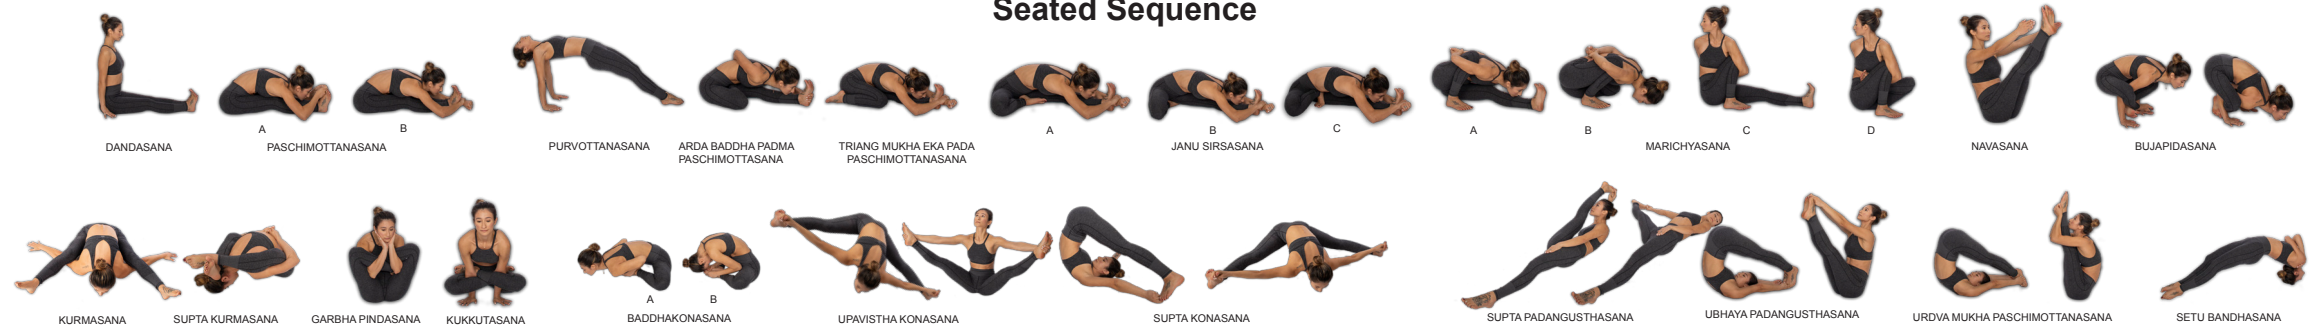 Seated Sequence
A
B
A
B
C
A
B
C
D
DANDASANA
PASCHIMOTTANASANA
PURVOTTANASANA
ARDA BADDHA PADMA
PASCHIMOTTASANA
TRIANG MUKHA EKA PADA
PASCHIMOTTANASANA
JANU SIRSASANA
MARICHYASANA
NAVASANA
BUJAPIDASANA
A
B
KURMASANA
SUPTA KURMASANA
GARBHA PINDASANA
KUKKUTASANA
BADDHAKONASANA
UPAVISTHA KONASANA
SUPTA KONASANA
SUPTA PADANGUSTHASANA
UBHAYA PADANGUSTHASANA
URDVA MUKHA PASCHIMOTTANASANA
SETU BANDHASANA